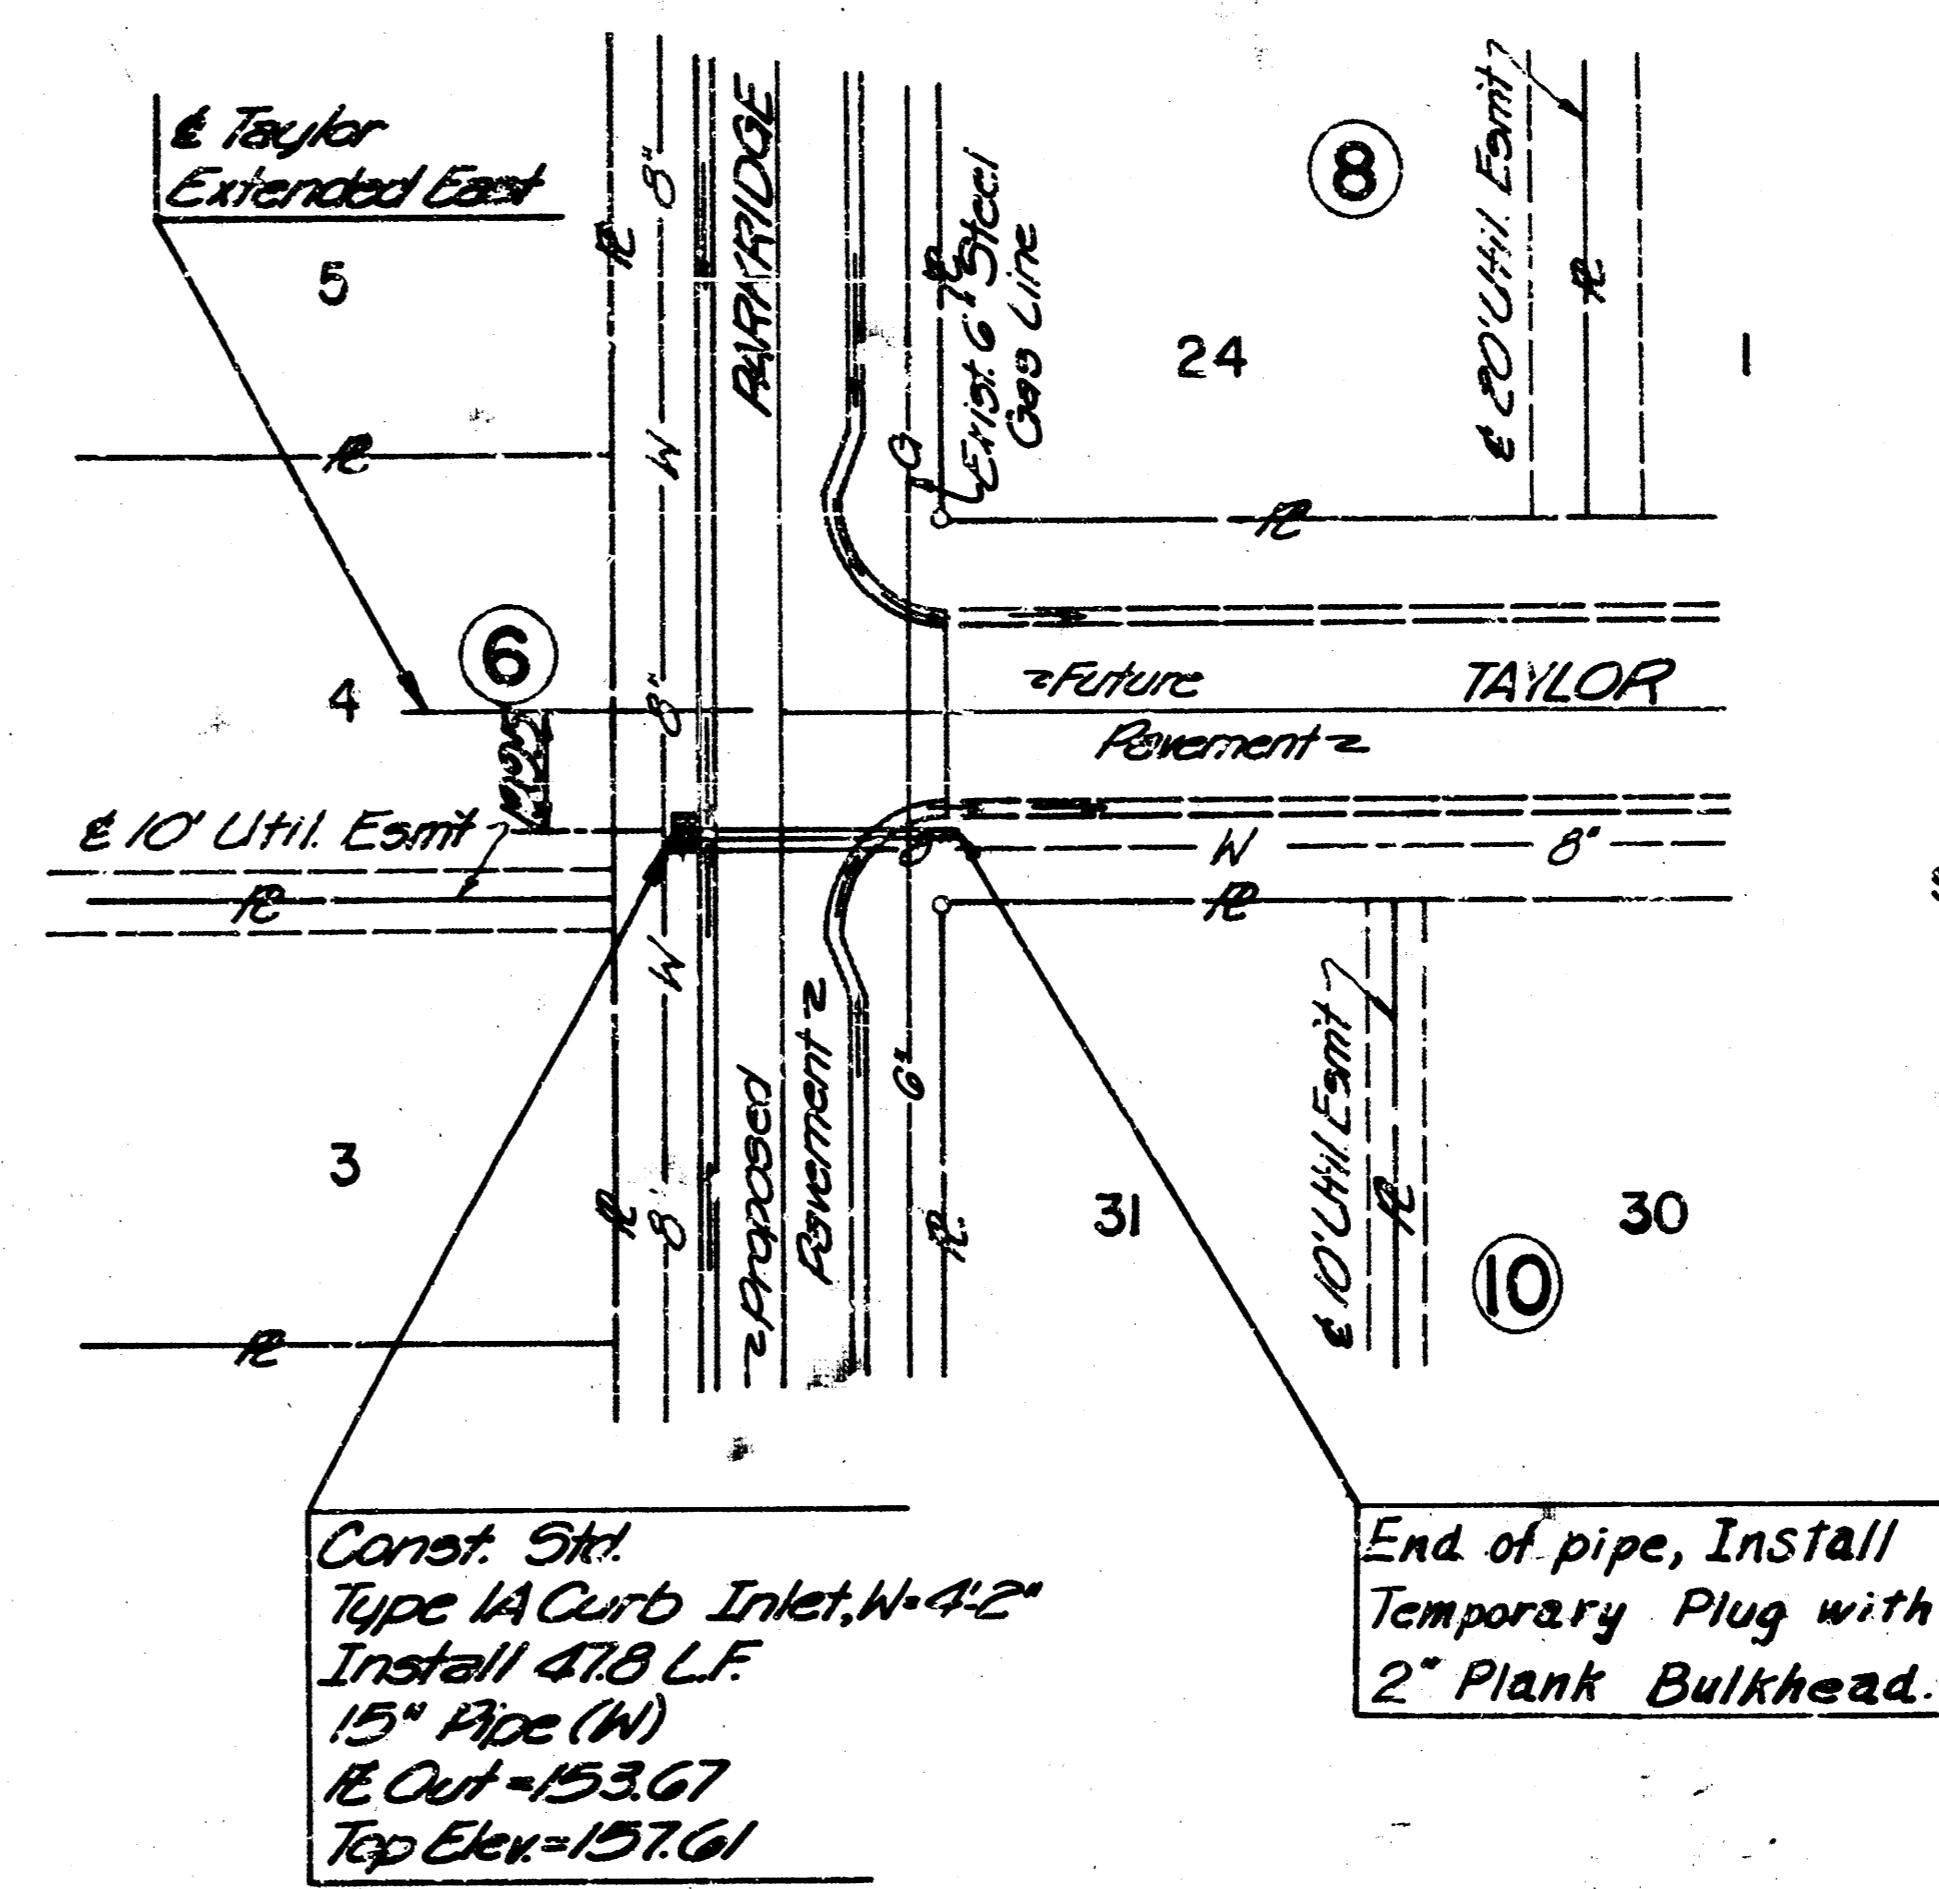 ℄ Taylor
Extended East
5
℄
8"
PARKRIDGE
℄
Exist. 6" Steel
Gas Line
8
℄ 20' Util. Esmt
℄
24
1
W
G
℄
℄
6
4
8"
Future
TAYLOR
Pavement
℄ 10' Util. Esmt
W
8"
℄
℄
W
Proposed
Pavement
6"
3
℄
8"
℄
31
℄ 10' Util. Esmt
℄
30
10
℄
Const. Std.
Type 1A Curb Inlet, W=4'-2"
Install 47.8 L.F.
15" Pipe (W)
℄ Out = 153.67
Top Elev. = 157.61
End of pipe, Install
Temporary Plug with
2" Plank Bulkhead.